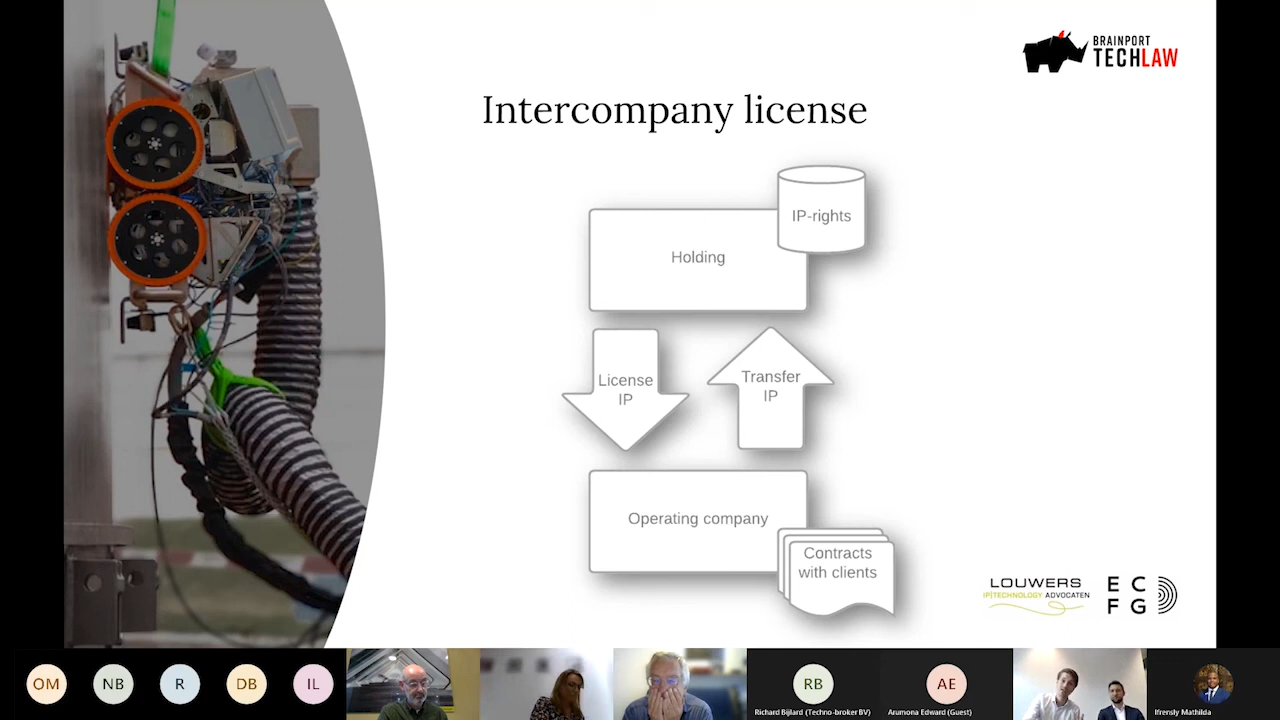 BRAINPORT
TECHLAW
Intercompany license
IP-rights
Holding
License
IP
Transfer
IP
Operating company
Contracts
with clients
LOUWERS
IP|TECHNOLOGY ADVOCATEN
E C
F G
OM
NB
R
DB
IL
RB
AE
Richard Bijlard (Techno-broker BV)
Arumona Edward (Guest)
Ifrensly Mathilda